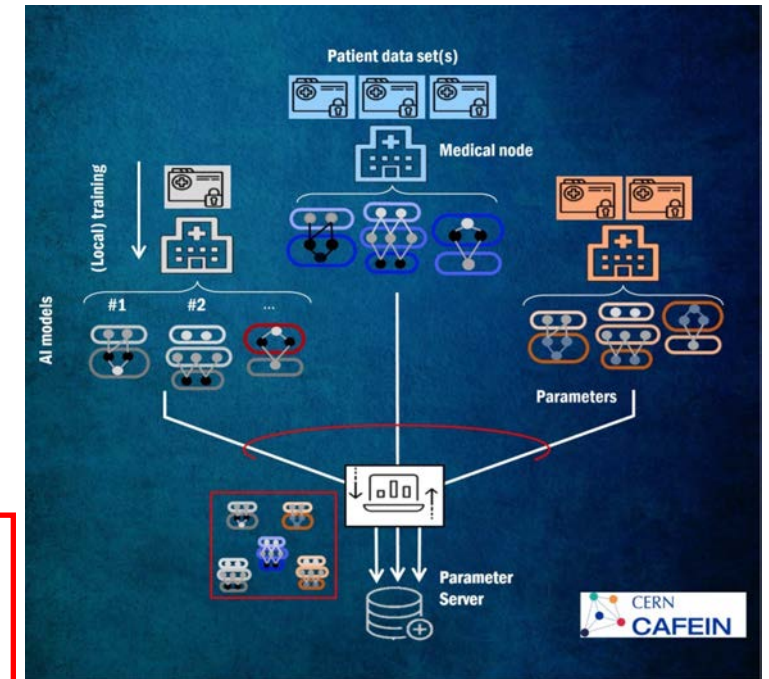 Patient data set(s)
Medical node
(Local) training
#1
#2
...
AI models
Parameters
Parameter
Server
CERN
CAFEIN